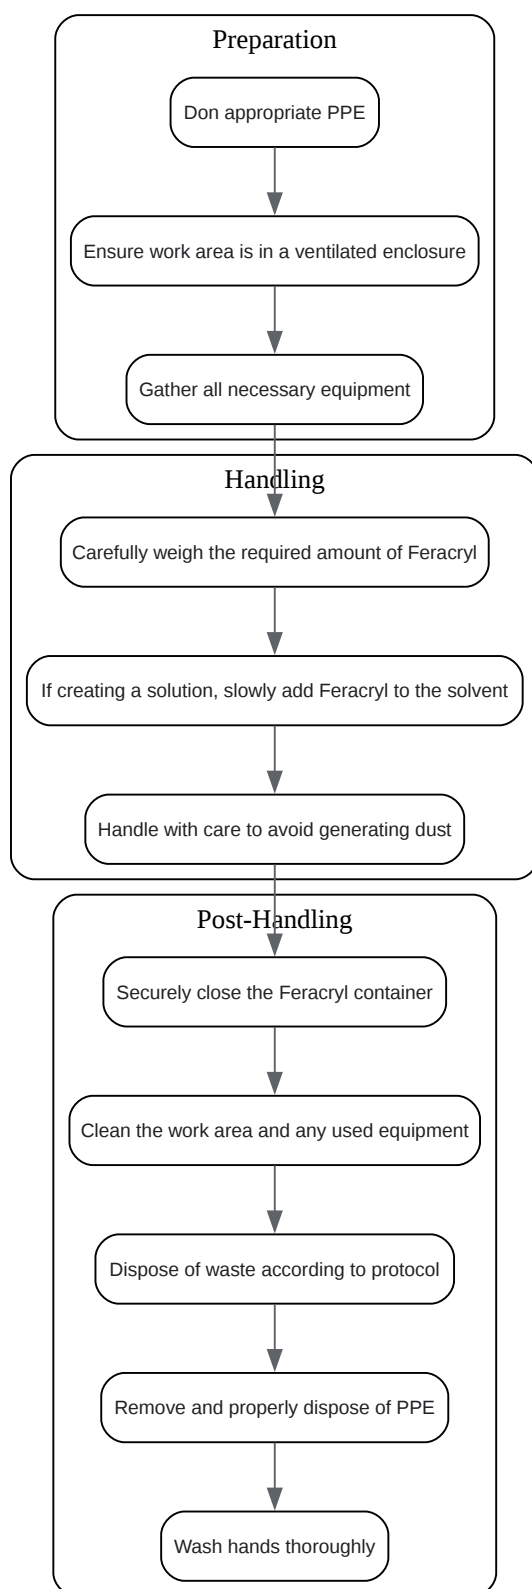 Preparation
Don appropriate PPE
Ensure work area is in a ventilated enclosure
Gather all necessary equipment
Handling
Carefully weigh the required amount of Feracryl
If creating a solution, slowly add Feracryl to the solvent
Handle with care to avoid generating dust
Post-Handling
Securely close the Feracryl container
Clean the work area and any used equipment
Dispose of waste according to protocol
Remove and properly dispose of PPE
Wash hands thoroughly